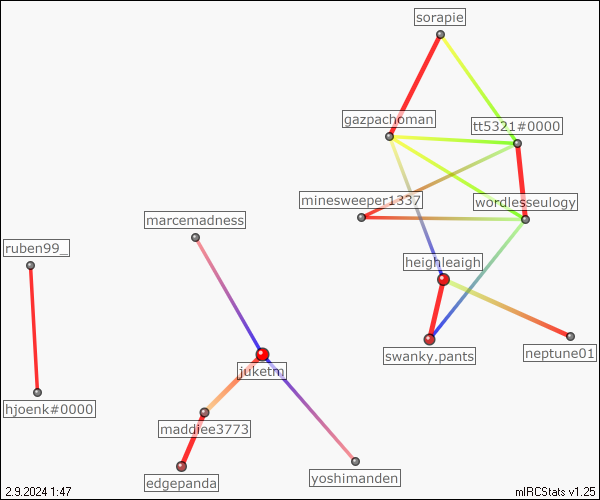 sorapie
gazpachoman
tt5321#0000
minesweeper1337
wordlesseulogy
marcemadness
ruben99_
heighleaigh
swanky.pants
neptune01
juketm
hjoenk#0000
maddiee3773
edgepanda
yoshimanden
2.9.2024 1:47
mIRCStats v1.25